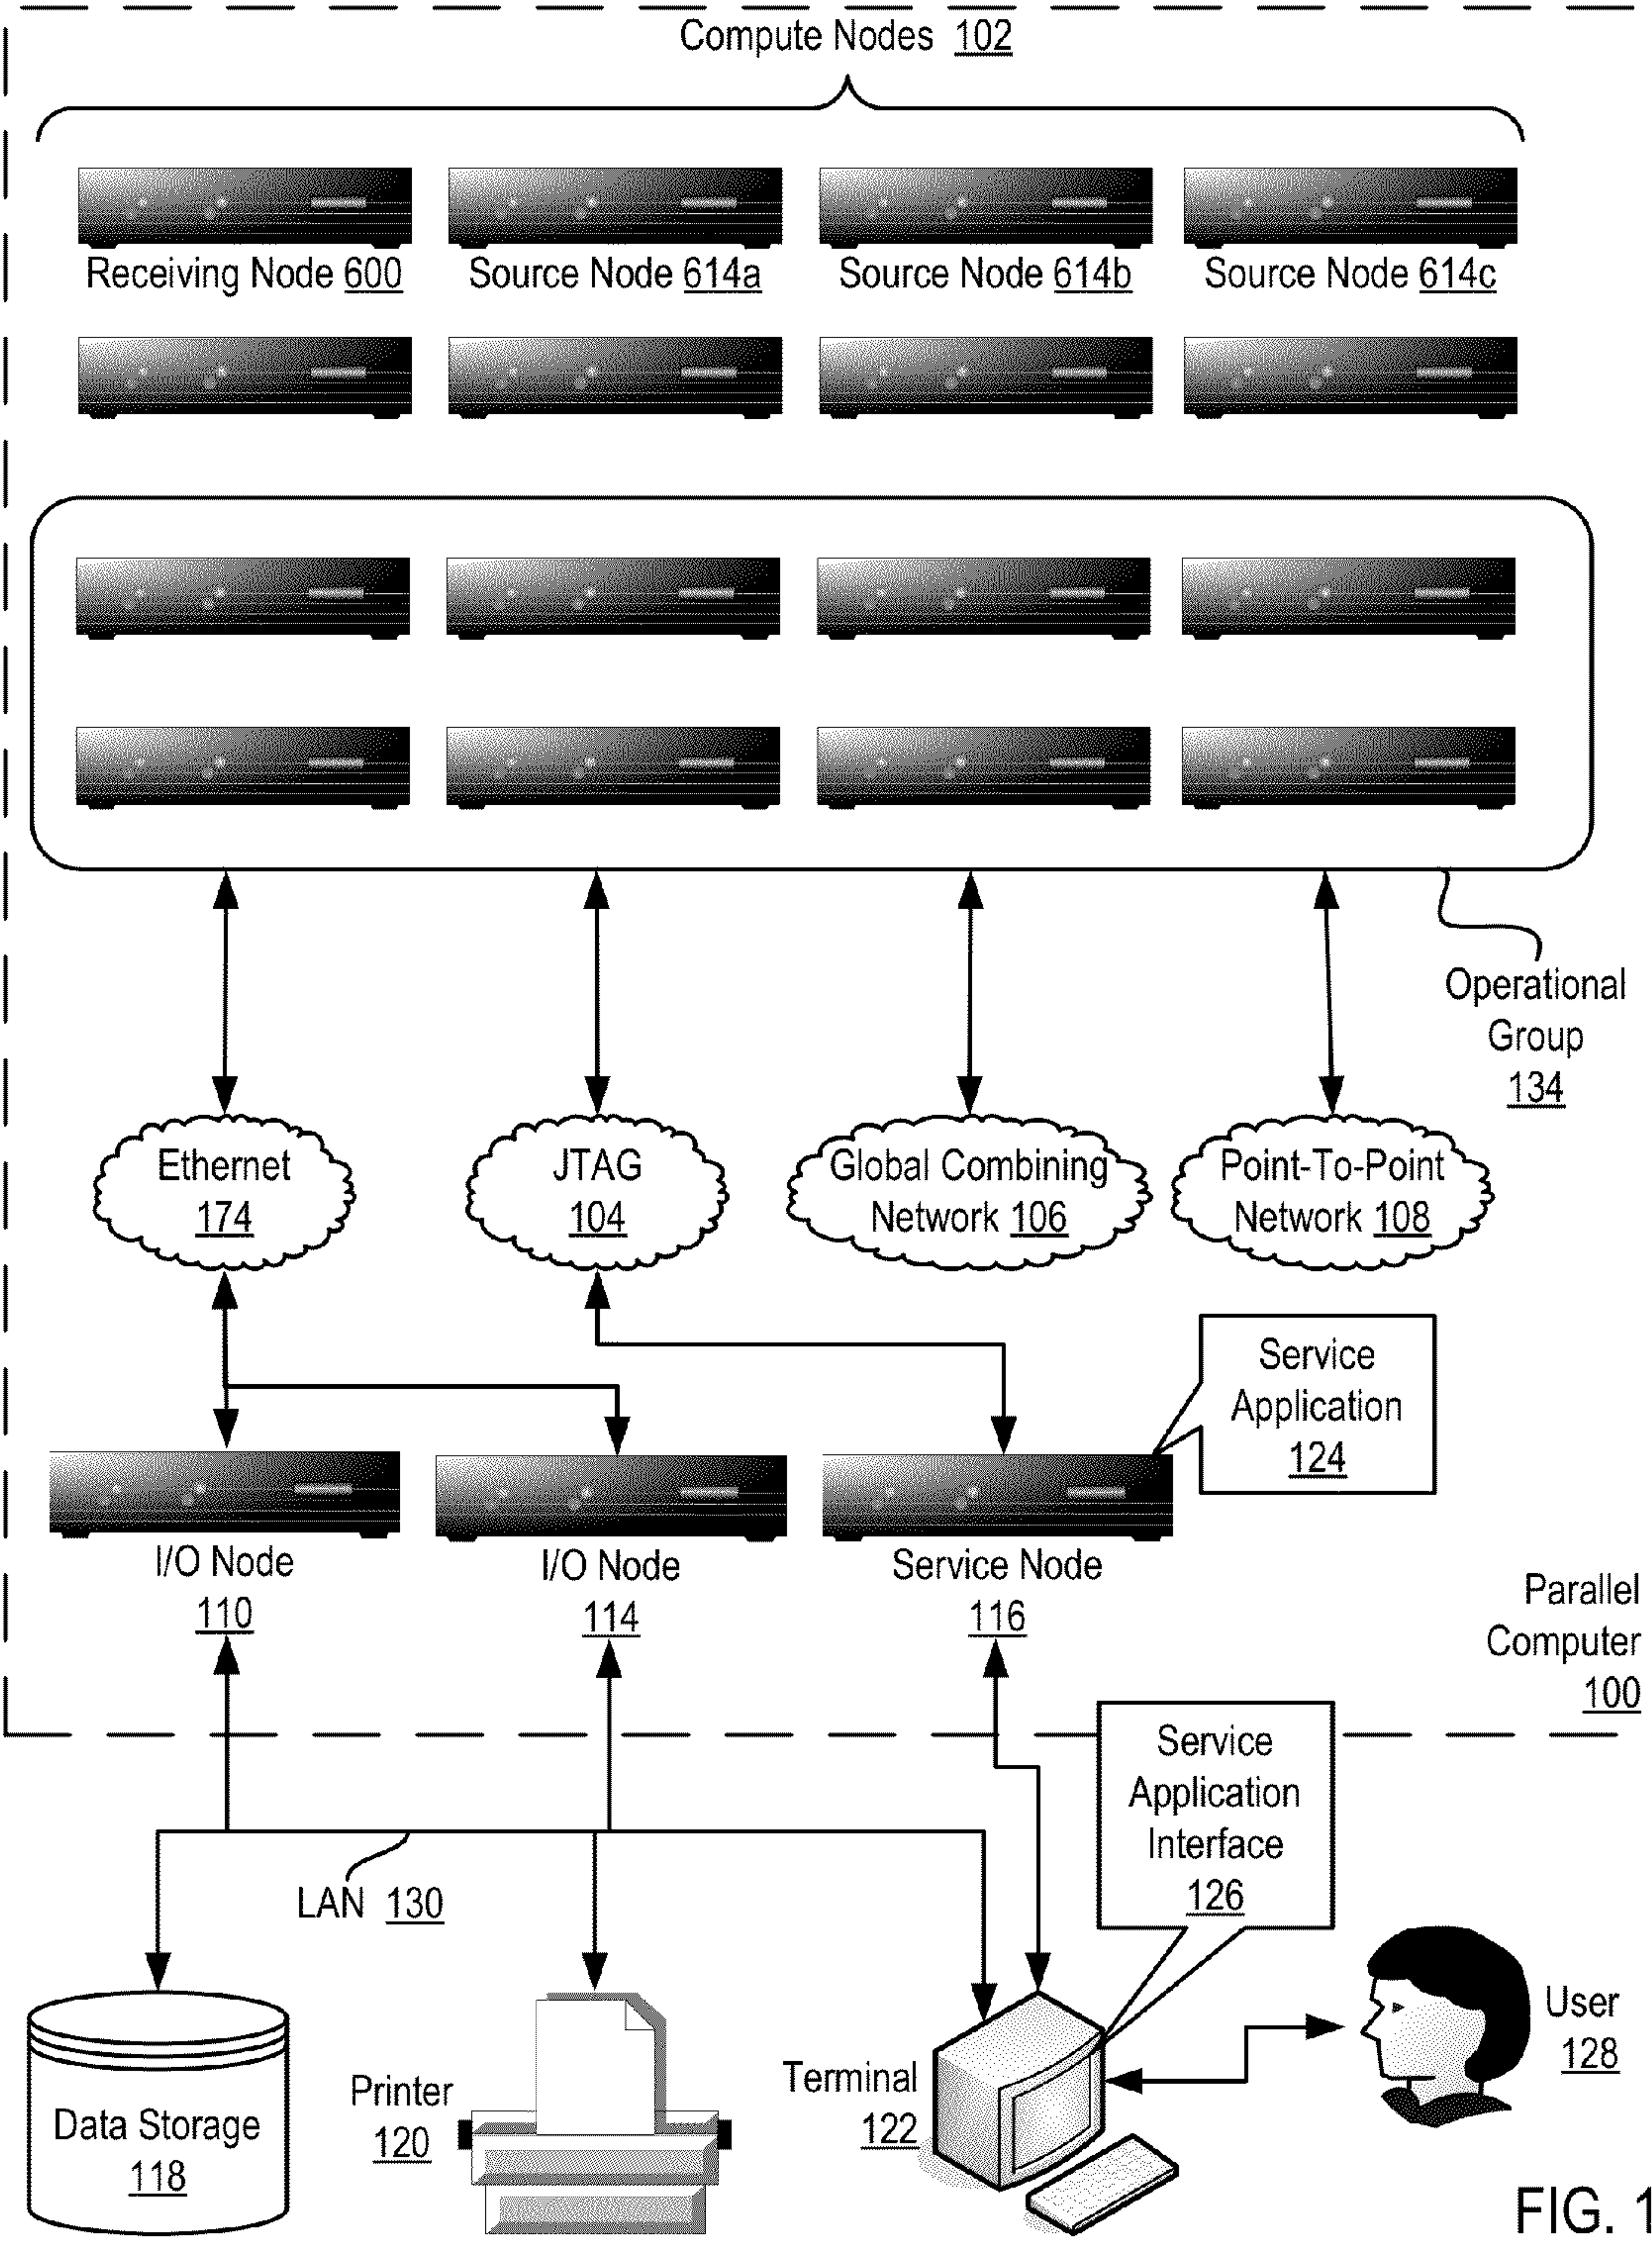 Compute Nodes 102
Receiving Node 600
Source Node 614a
Source Node 614b
Source Node 614c
Operational
Group
134
Ethernet
174
JTAG
104
Global Combining
Network 106
Point-To-Point
Network 108
Service
Application
124
I/O Node
110
I/O Node
114
Service Node
116
Parallel
Computer
100
Service
Application
Interface
126
LAN 130
Data Storage
118
Printer
120
Terminal
122
User
128
FIG. 1